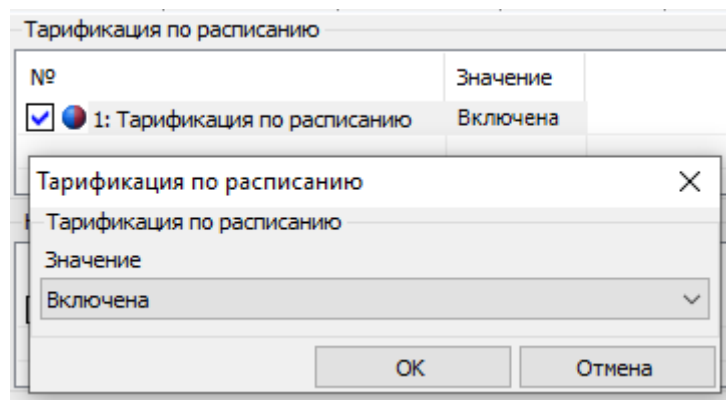 Тарификация по расписанию
№ Значение
1: Тарификация по расписанию Включена
Тарификация по расписанию
Тарификация по расписанию
Значение
Включена
OK Отмена